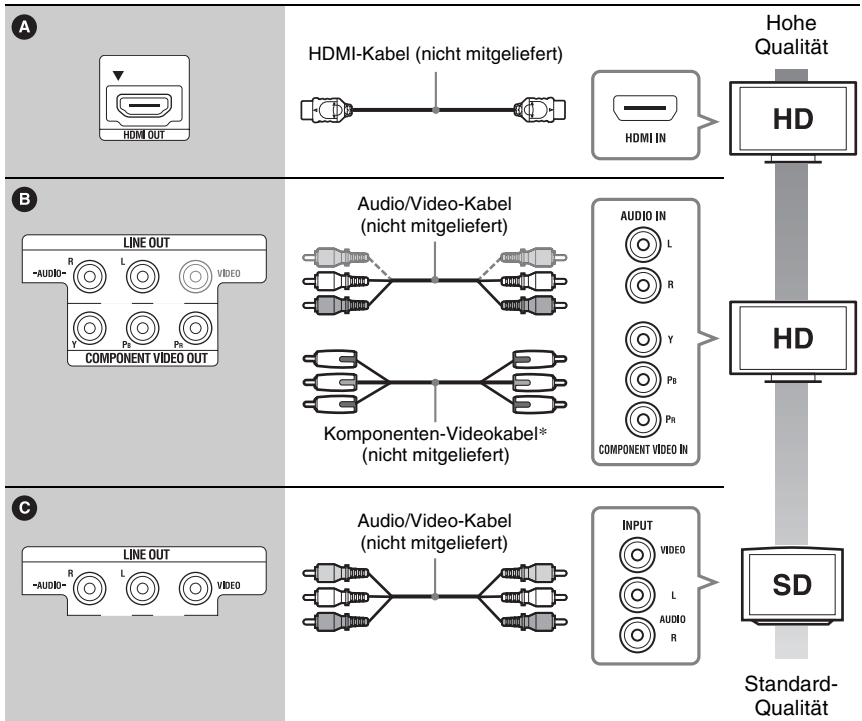 A
HDMI OUT
HDMI-Kabel (nicht mitgeliefert)
HDMI IN
Hohe
Qualität
HD
B
LINE OUT
-AUDIO-
R
L
VIDEO
Y
PB
PR
COMPONENT VIDEO OUT
Audio/Video-Kabel
(nicht mitgeliefert)
Komponenten-Videokabel*
(nicht mitgeliefert)
AUDIO IN
L
R
Y
PB
PR
COMPONENT VIDEO IN
HD
C
LINE OUT
-AUDIO-
R
L
VIDEO
Audio/Video-Kabel
(nicht mitgeliefert)
INPUT
VIDEO
L
AUDIO
R
SD
Standard-
Qualität